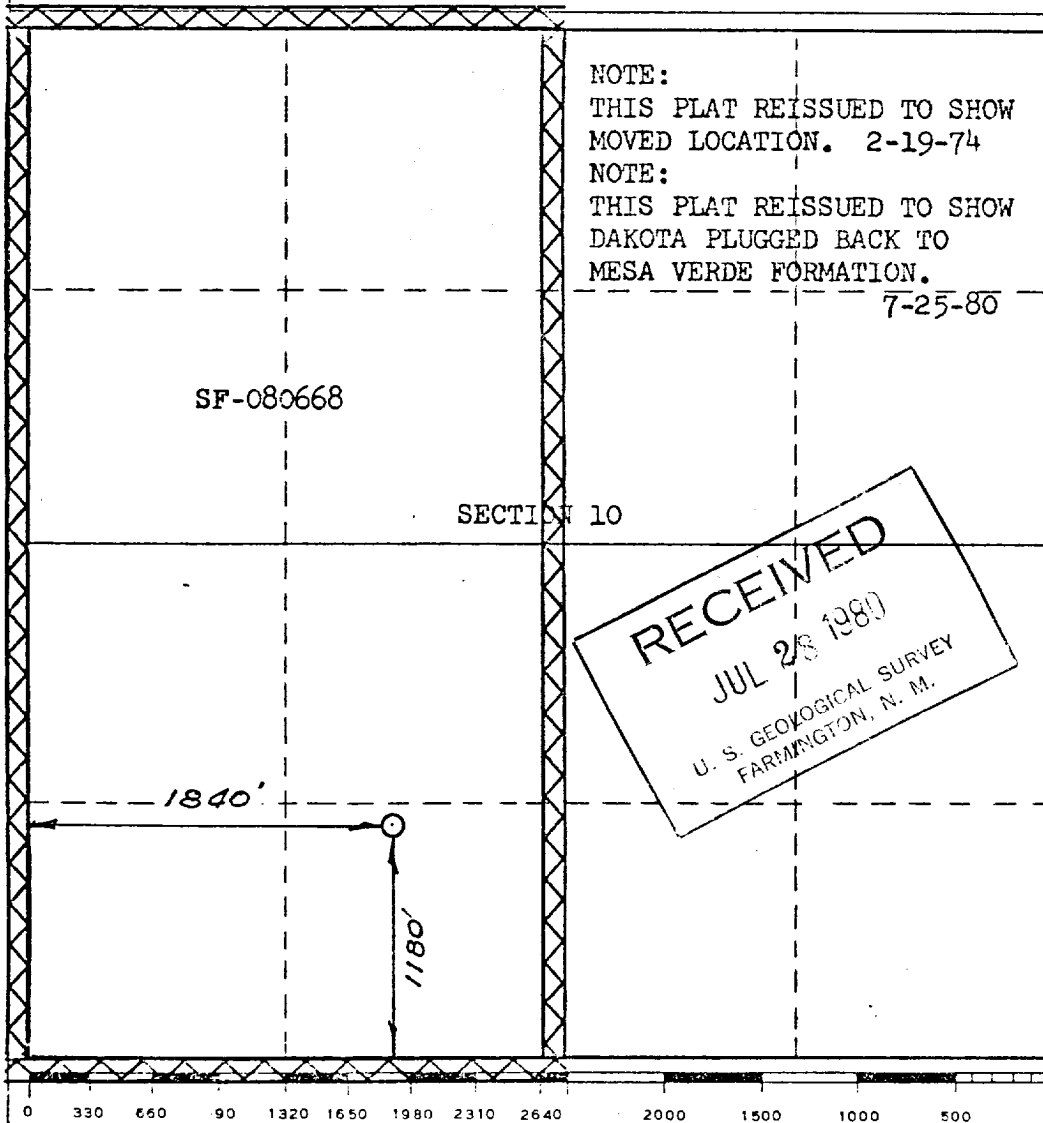 NOTE:
THIS PLAT REISSUED TO SHOW
MOVED LOCATION. 2-19-74
NOTE:
THIS PLAT REISSUED TO SHOW
DAKOTA PLUGGED BACK TO
MESA VERDE FORMATION.
7-25-80
SF-080668
SECTION 10
RECEIVED
JUL 28 1980
U. S. GEOLOGICAL SURVEY
FARMINGTON, N. M.
1840'
1180'
0 330 660 90 1320 1650 1980 2310 2640 2000 1500 1000 500